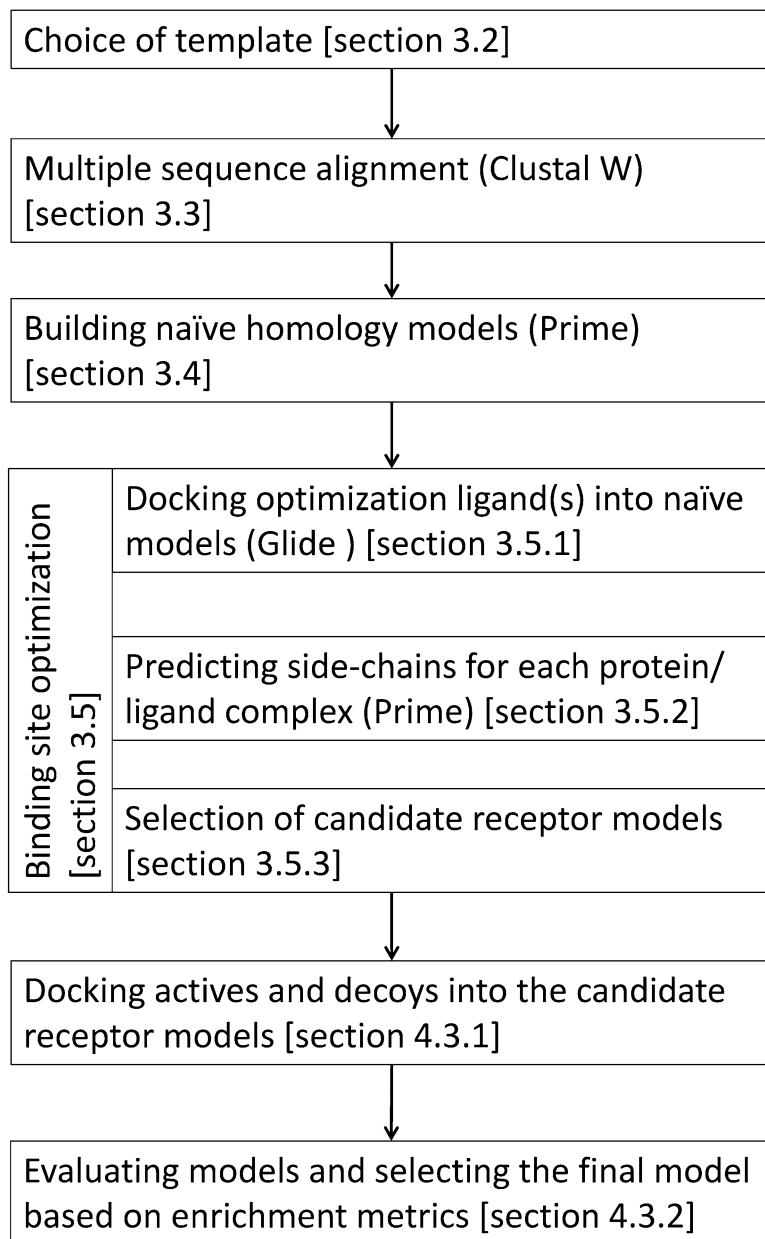 Choice of template [section 3.2]
Multiple sequence alignment (Clustal W)
[section 3.3]
Building naïve homology models (Prime)
[section 3.4]
Binding site optimization
[section 3.5]
Docking optimization ligand(s) into naïve
models (Glide ) [section 3.5.1]
Predicting side-chains for each protein/
ligand complex (Prime) [section 3.5.2]
Selection of candidate receptor models
[section 3.5.3]
Docking actives and decoys into the candidate
receptor models [section 4.3.1]
Evaluating models and selecting the final model
based on enrichment metrics [section 4.3.2]